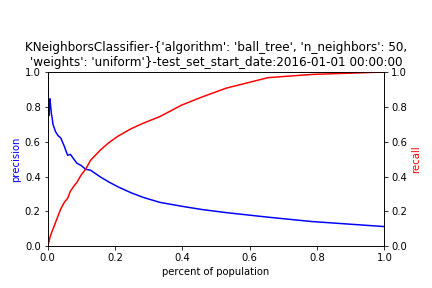 KNeighborsClassifier-{'algorithm': 'ball_tree', 'n_neighbors': 50,
'weights': 'uniform'}-test_set_start_date:2016-01-01 00:00:00
1.0 1.0
0.8 0.8
0.6 0.6
precision recall
0.4 0.4
0.2 0.2
0.0 0.0
0.0 0.2 0.4 0.6 0.8 1.0
percent of population